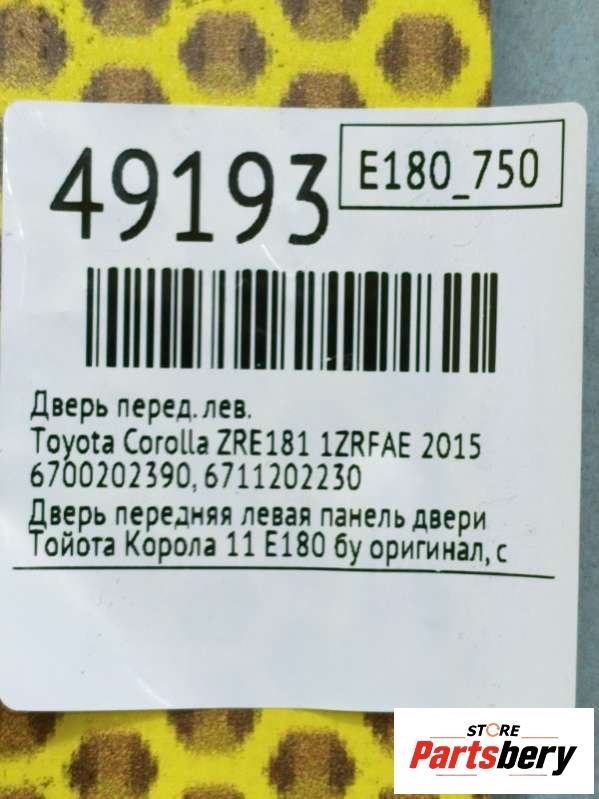 49193
E180_750
Дверь перед. лев.
Toyota Corolla ZRE181 1ZRFAE 2015
6700202390, 6711202230
Дверь передняя левая панель двери
Тойота Корола 11 E180 бу оригинал, с
STORE
Partsbery